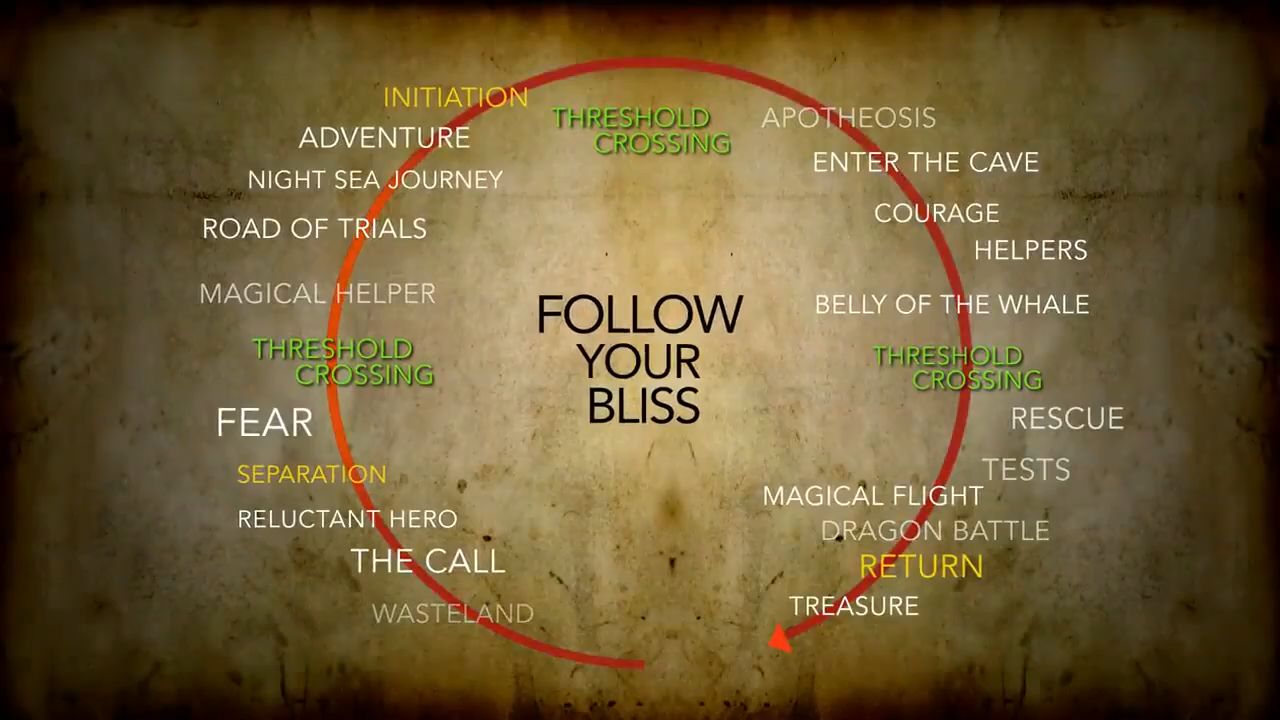 INITIATION
ADVENTURE
NIGHT SEA JOURNEY
ROAD OF TRIALS
MAGICAL HELPER
THRESHOLD
CROSSING
FEAR
SEPARATION
RELUCTANT HERO
THE CALL
WASTELAND
THRESHOLD
CROSSING
FOLLOW
YOUR
BLISS
APOTHEOSIS
ENTER THE CAVE
COURAGE
HELPERS
BELLY OF THE WHALE
THRESHOLD
CROSSING
RESCUE
TESTS
MAGICAL FLIGHT
DRAGON BATTLE
RETURN
TREASURE